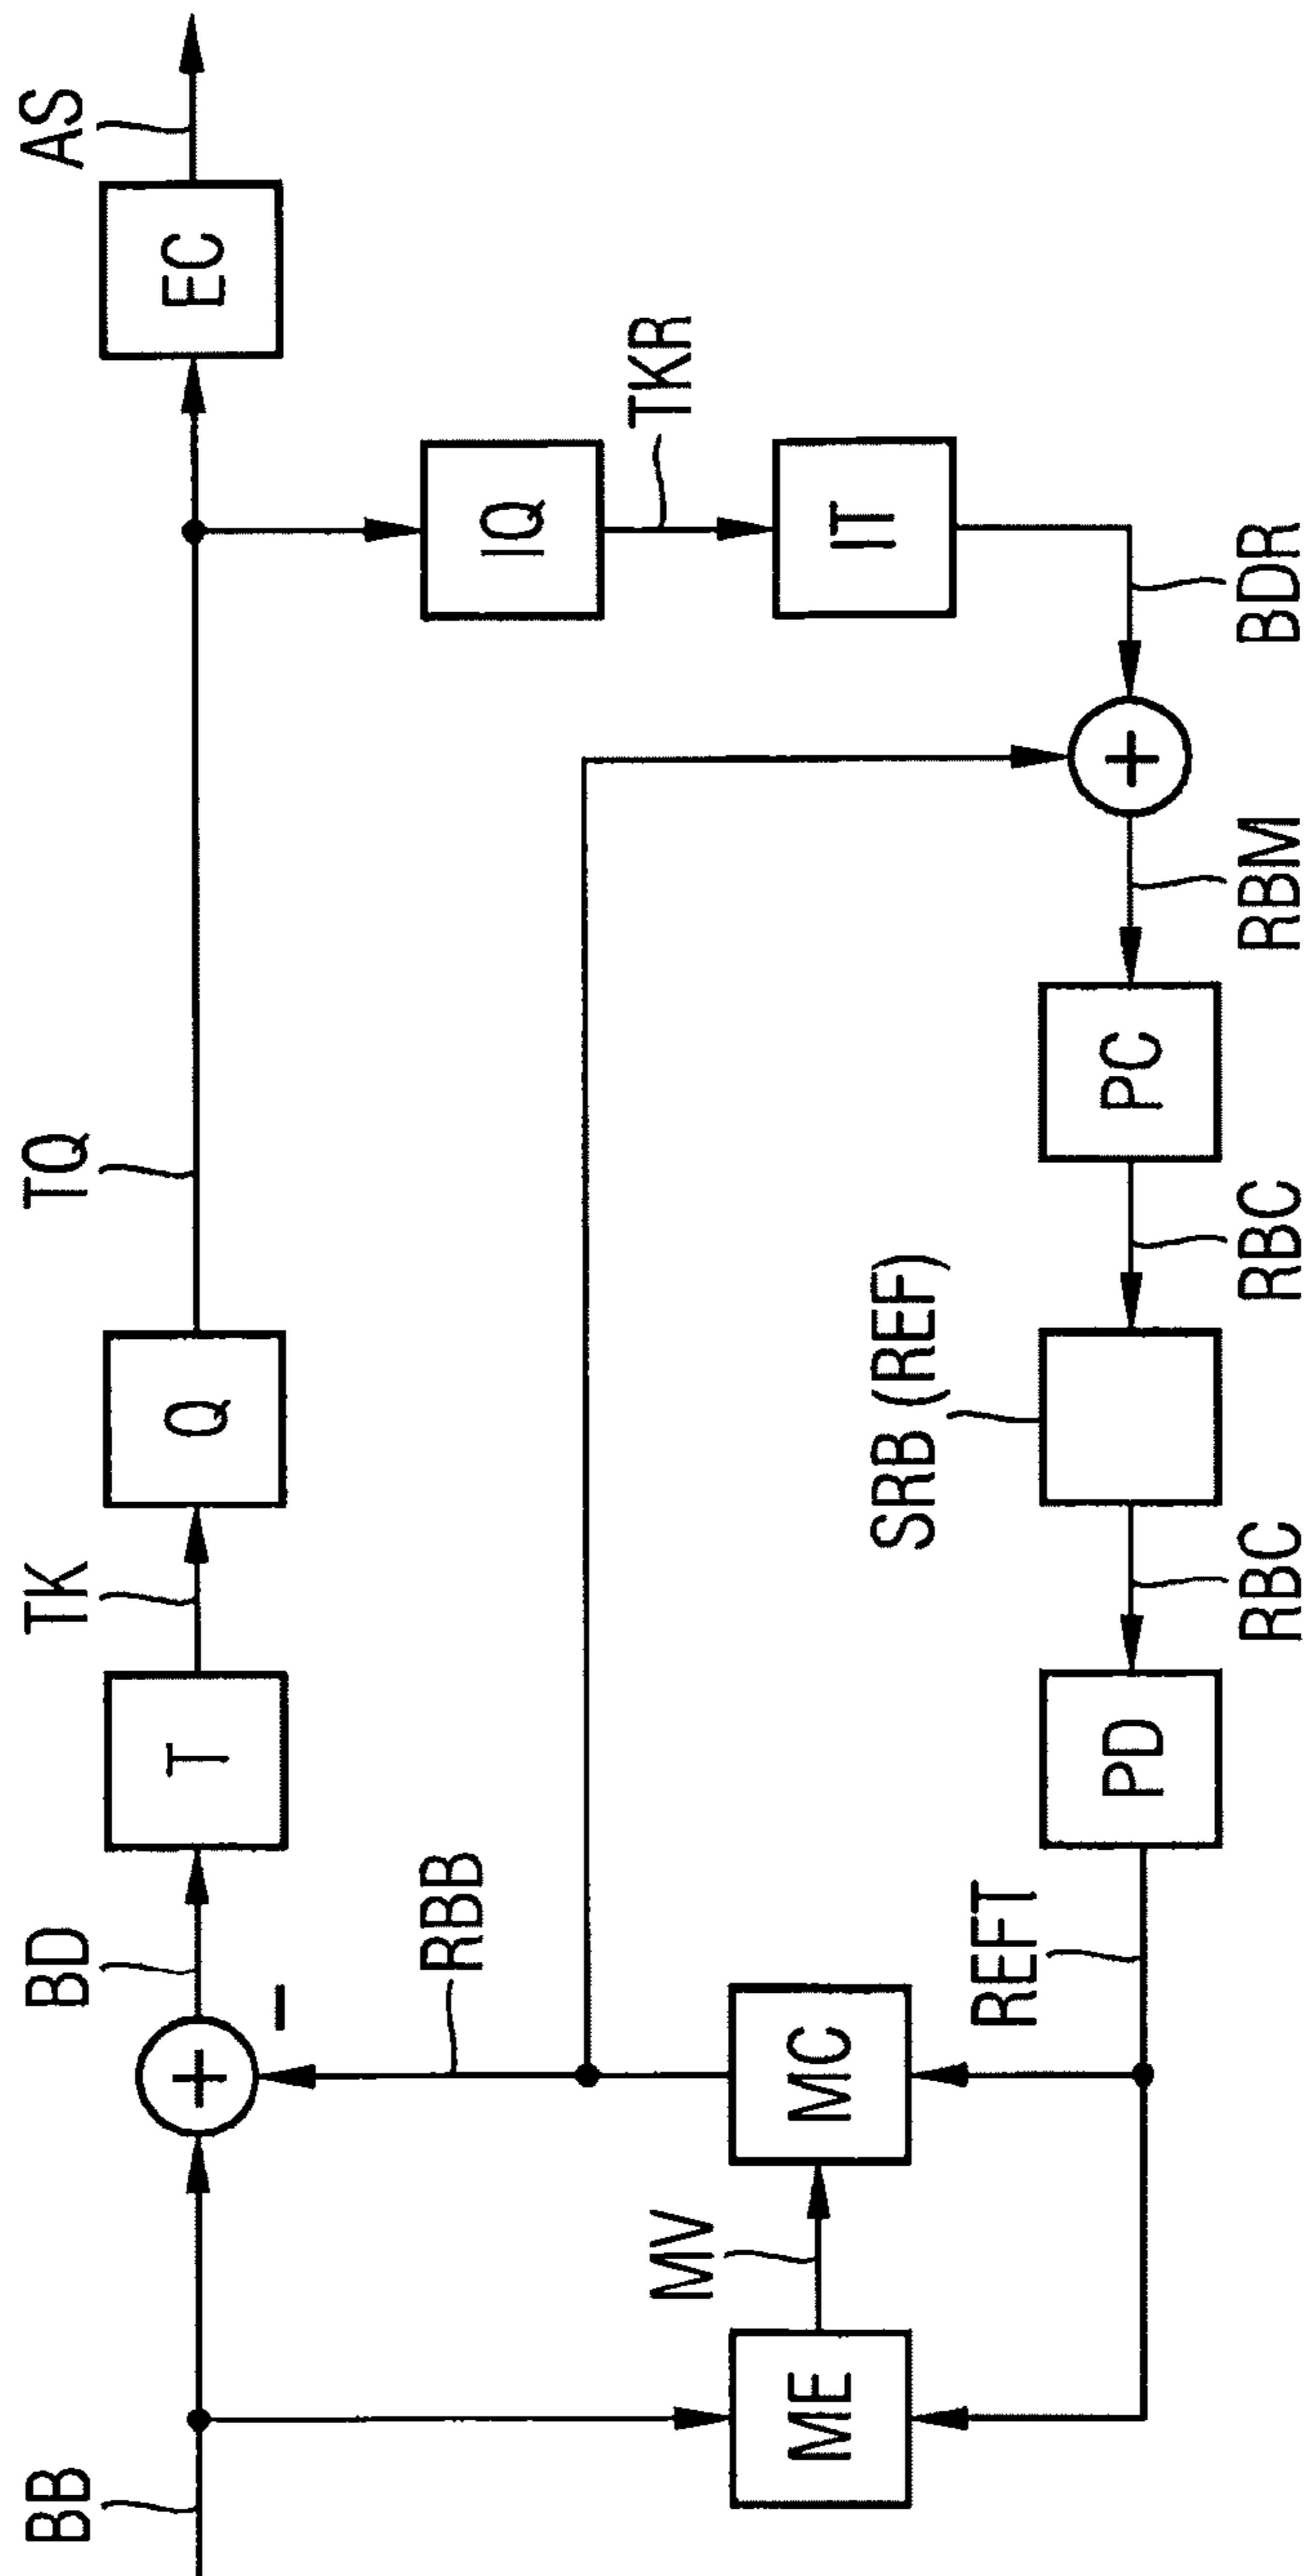 BB
BD
TK
TQ
AS
T
Q
EC
+
−
RBB
IQ
TKR
MV
ME
MC
IT
SRB (REF)
REFT
PD
PC
+
RBC
RBC
RBM
BDR